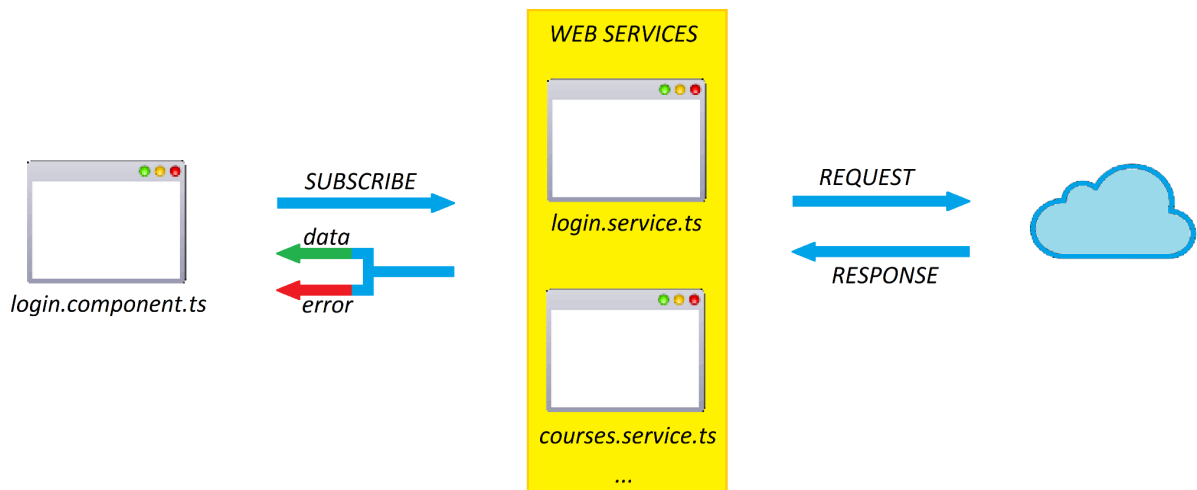 WEB SERVICES
login.component.ts
SUBSCRIBE
data
error
login.service.ts
courses.service.ts
...
REQUEST
RESPONSE